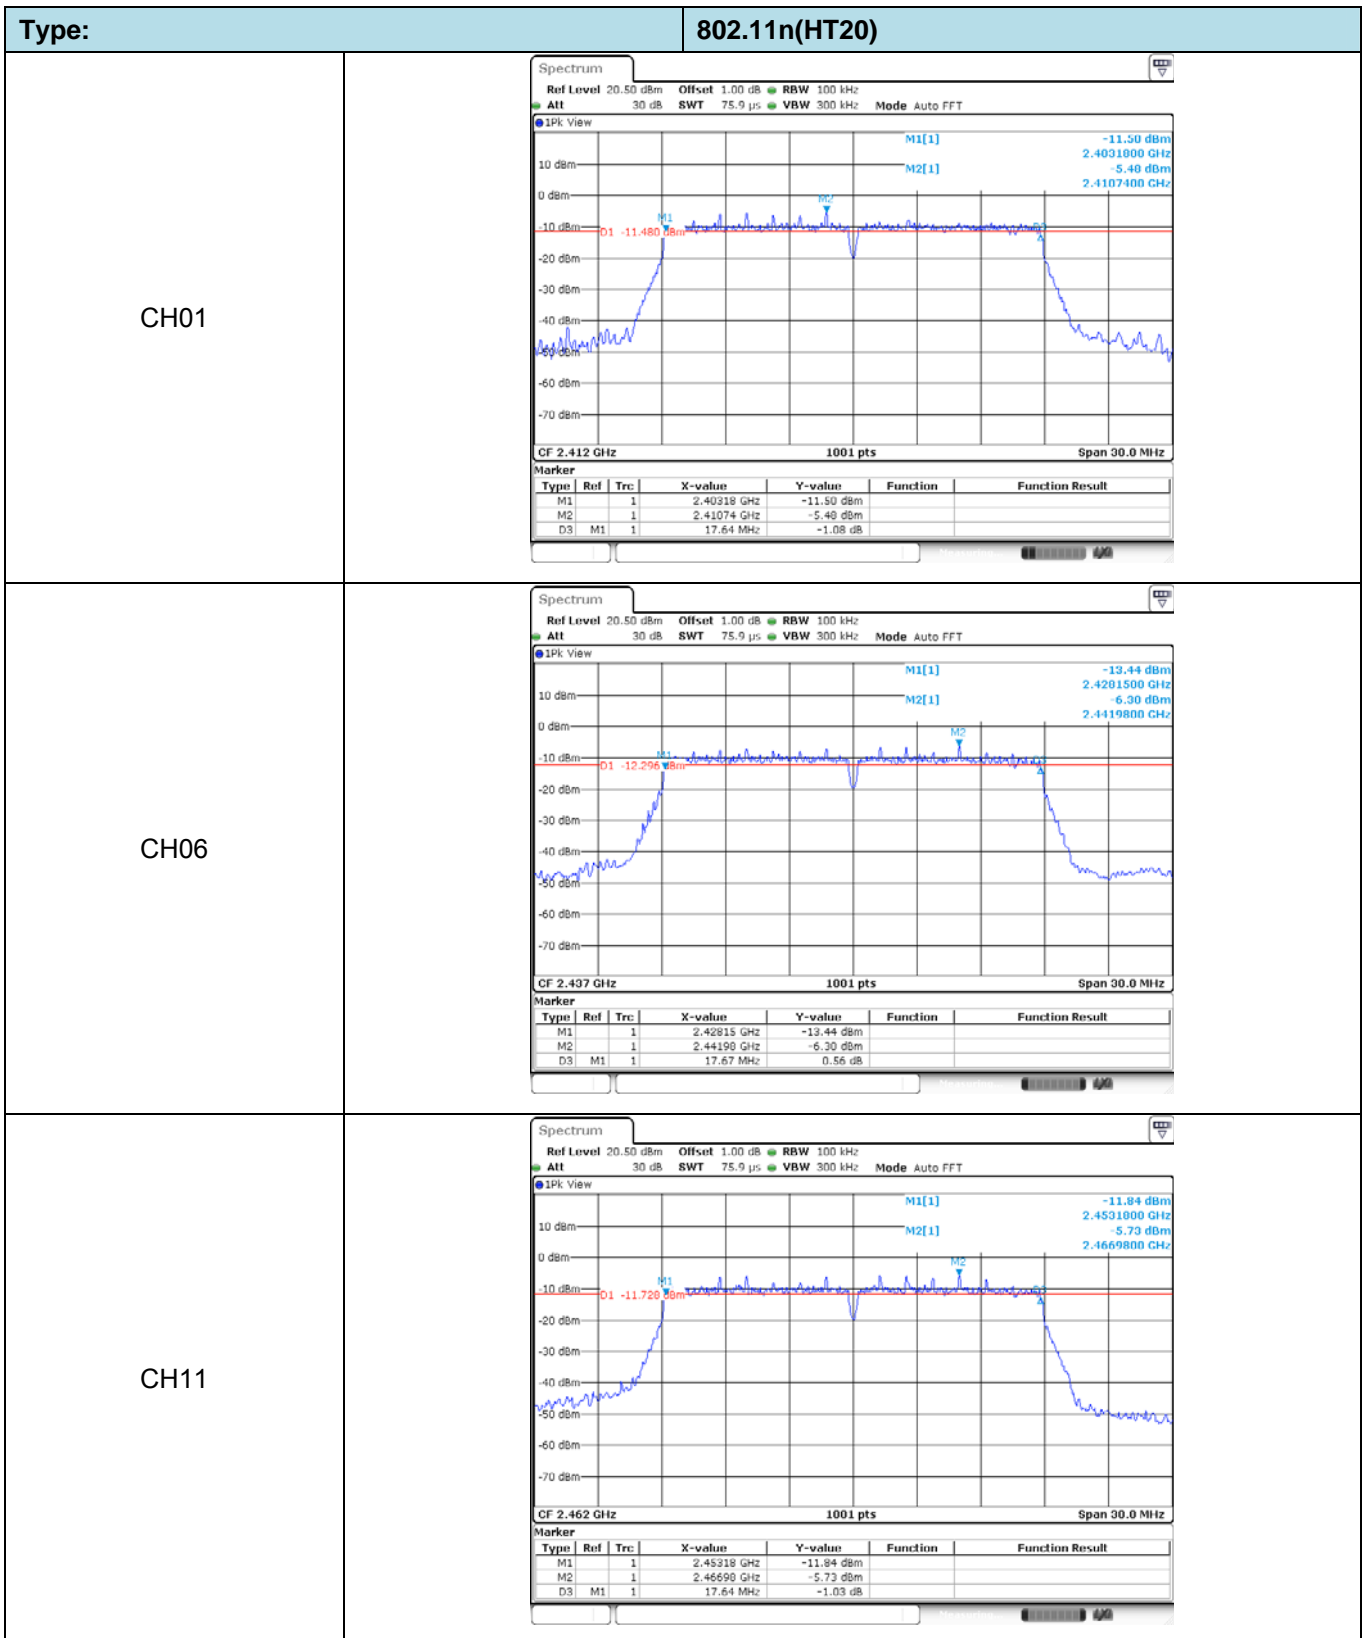 Type: 802.11n(HT20)
CH01
Spectrum
Ref Level 20.50 dBm Offset 1.00 dB RBW 100 kHz
Att 30 dB SWT 75.9 µs VBW 300 kHz Mode Auto FFT
1Pk View
M1[1] -11.50 dBm
2.4031800 GHz
M2[1] -5.48 dBm
2.4107400 GHz
10 dBm
0 dBm
M2
M1
-10 dBm
D1 -11.480 dBm
-20 dBm
-30 dBm
-40 dBm
-50 dBm
-60 dBm
-70 dBm
CF 2.412 GHz 1001 pts Span 30.0 MHz
Marker
Type Ref Trc X-value Y-value Function Function Result
M1 1 2.40318 GHz -11.50 dBm
M2 1 2.41074 GHz -5.48 dBm
D3 M1 1 17.64 MHz -1.08 dB
CH06
Spectrum
Ref Level 20.50 dBm Offset 1.00 dB RBW 100 kHz
Att 30 dB SWT 75.9 µs VBW 300 kHz Mode Auto FFT
1Pk View
M1[1] -13.44 dBm
2.4281500 GHz
M2[1] -6.30 dBm
2.4419800 GHz
10 dBm
0 dBm
M2
M1
-10 dBm
D1 -12.296 dBm
-20 dBm
-30 dBm
-40 dBm
-50 dBm
-60 dBm
-70 dBm
CF 2.437 GHz 1001 pts Span 30.0 MHz
Marker
Type Ref Trc X-value Y-value Function Function Result
M1 1 2.42815 GHz -13.44 dBm
M2 1 2.44198 GHz -6.30 dBm
D3 M1 1 17.67 MHz 0.56 dB
CH11
Spectrum
Ref Level 20.50 dBm Offset 1.00 dB RBW 100 kHz
Att 30 dB SWT 75.9 µs VBW 300 kHz Mode Auto FFT
1Pk View
M1[1] -11.84 dBm
2.4531800 GHz
M2[1] -5.73 dBm
2.4669800 GHz
10 dBm
0 dBm
M2
M1
-10 dBm
D1 -11.728 dBm
-20 dBm
-30 dBm
-40 dBm
-50 dBm
-60 dBm
-70 dBm
CF 2.462 GHz 1001 pts Span 30.0 MHz
Marker
Type Ref Trc X-value Y-value Function Function Result
M1 1 2.45318 GHz -11.84 dBm
M2 1 2.46698 GHz -5.73 dBm
D3 M1 1 17.64 MHz -1.03 dB